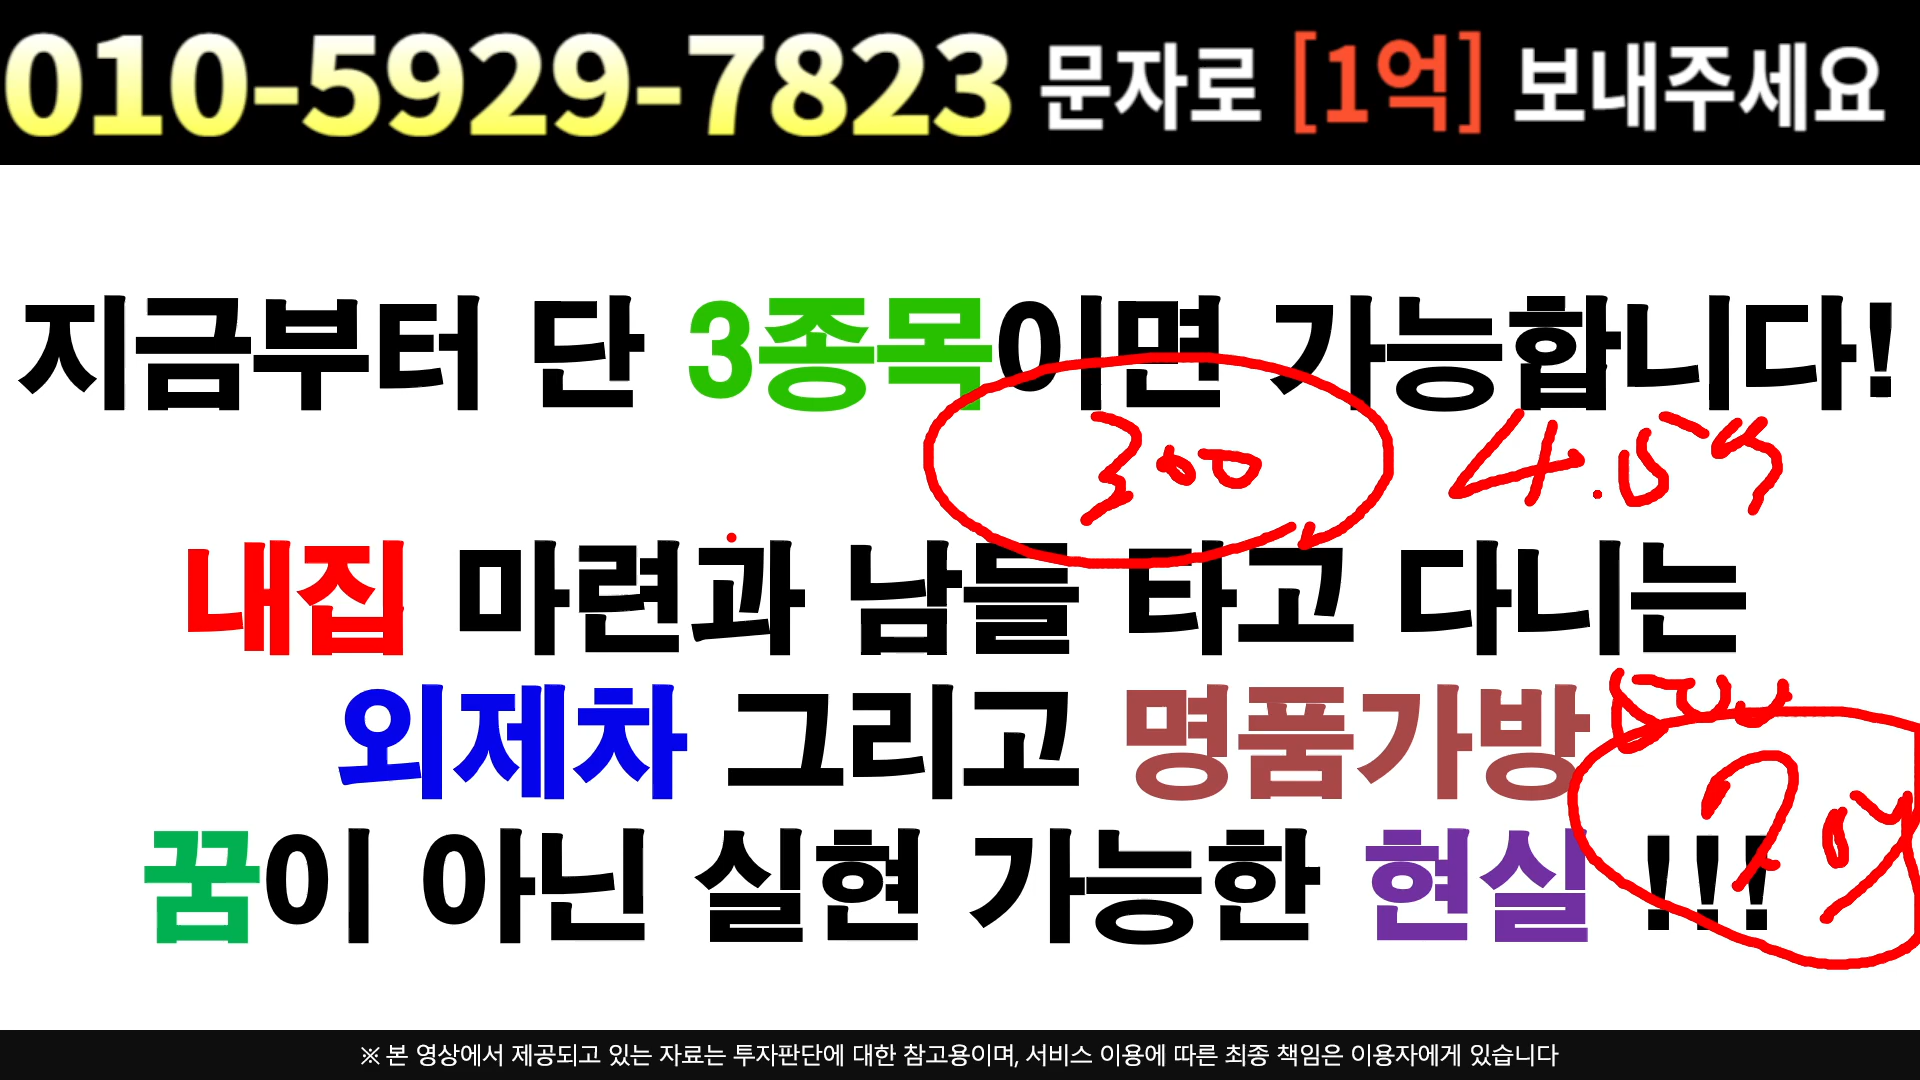 010-5929-7823 문자로 [1억] 보내주세요
지금부터 단 3종목이면 가능합니다!
300
내집 마련과 남들 타고 다니는
외제차 그리고 명품가방
꿈이 아닌 실현 가능한 현실 !!!
※ 본 영상에서 제공되고 있는 자료는 투자판단에 대한 참고용이며, 서비스 이용에 따른 최종 책임은 이용자에게 있습니다